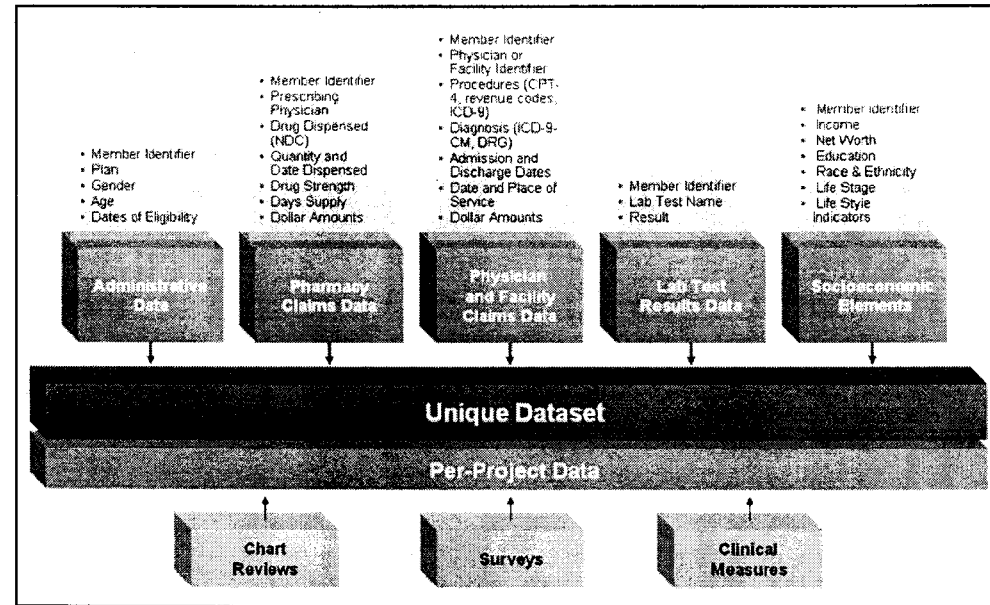 • Member Identifier
• Plan
• Gender
• Age
• Dates of Eligibility
Administrative
Data
• Member Identifier
• Prescribing
Physician
• Drug Dispensed
(NDC)
• Quantity and
Date Dispensed
• Drug Strength
• Days Supply
• Dollar Amounts
Pharmacy
Claims Data
• Member Identifier
• Physician or
Facility Identifier
• Procedures (CPT-
4, revenue codes,
ICD-9)
• Diagnosis (ICD-9-
CM, DRG)
• Admission and
Discharge Dates
• Date and Place of
Service
• Dollar Amounts
Physician
and Facility
Claims Data
• Member Identifier
• Lab Test Name
• Result
Lab Test
Results Data
• Member Identifier
• Income
• Net Worth
• Education
• Race & Ethnicity
• Life Stage
• Life Style
Indicators
Socioeconomic
Elements
Unique Dataset
Per-Project Data
Chart
Reviews
Surveys
Clinical
Measures